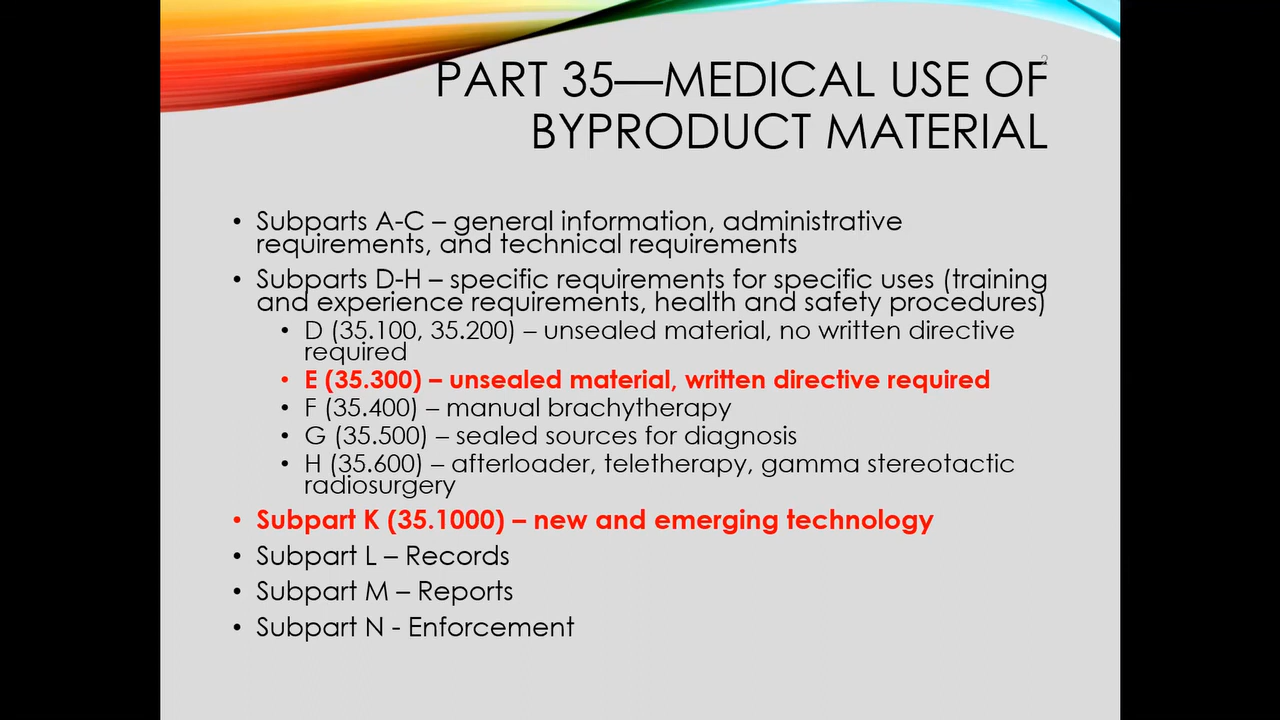 2
PART 35—MEDICAL USE OF
BYPRODUCT MATERIAL
• Subparts A-C – general information, administrative
requirements, and technical requirements
• Subparts D-H – specific requirements for specific uses (training
and experience requirements, health and safety procedures)
• D (35.100, 35.200) – unsealed material, no written directive
required
• E (35.300) – unsealed material, written directive required
• F (35.400) – manual brachytherapy
• G (35.500) – sealed sources for diagnosis
• H (35.600) – afterloader, teletherapy, gamma stereotactic
radiosurgery
• Subpart K (35.1000) – new and emerging technology
• Subpart L – Records
• Subpart M – Reports
• Subpart N - Enforcement